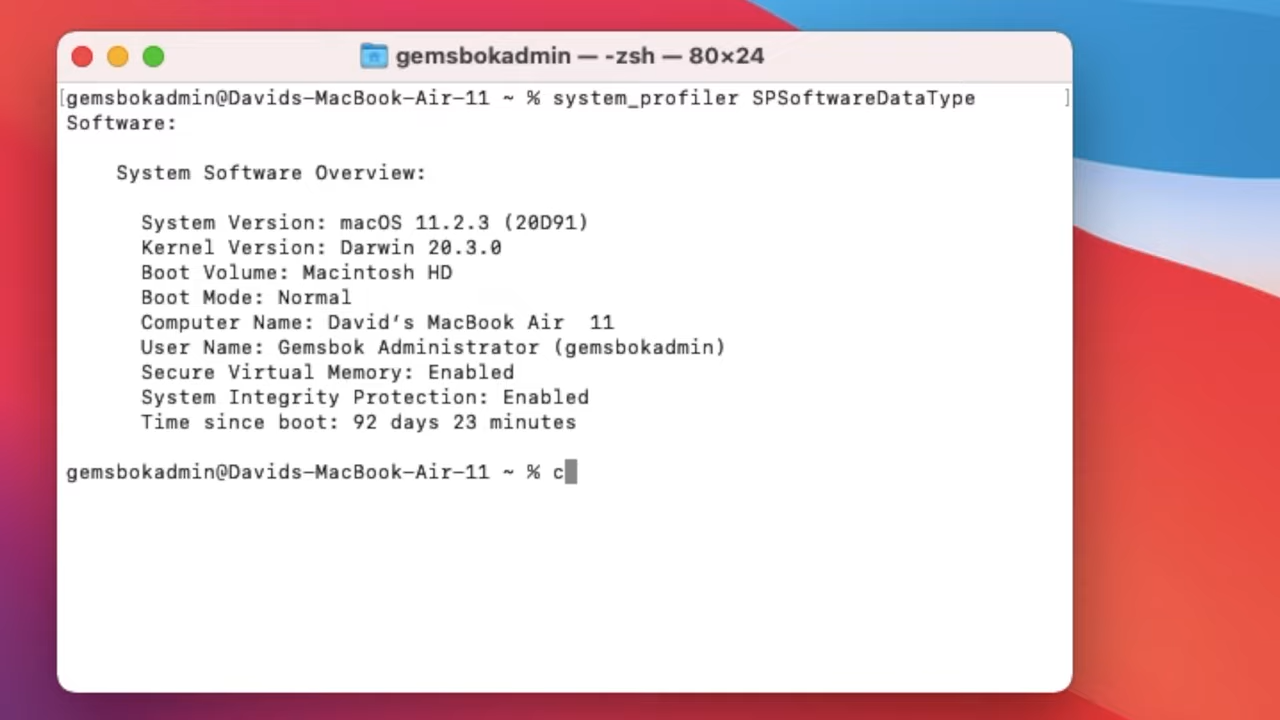 gemsbokadmin — -zsh — 80×24
[gemsbokadmin@Davids-MacBook-Air-11 ~ % system_profiler SPSoftwareDataType ]
Software:
System Software Overview:
System Version: macOS 11.2.3 (20D91)
Kernel Version: Darwin 20.3.0
Boot Volume: Macintosh HD
Boot Mode: Normal
Computer Name: David’s MacBook Air  11
User Name: Gemsbok Administrator (gemsbokadmin)
Secure Virtual Memory: Enabled
System Integrity Protection: Enabled
Time since boot: 92 days 23 minutes
gemsbokadmin@Davids-MacBook-Air-11 ~ % c